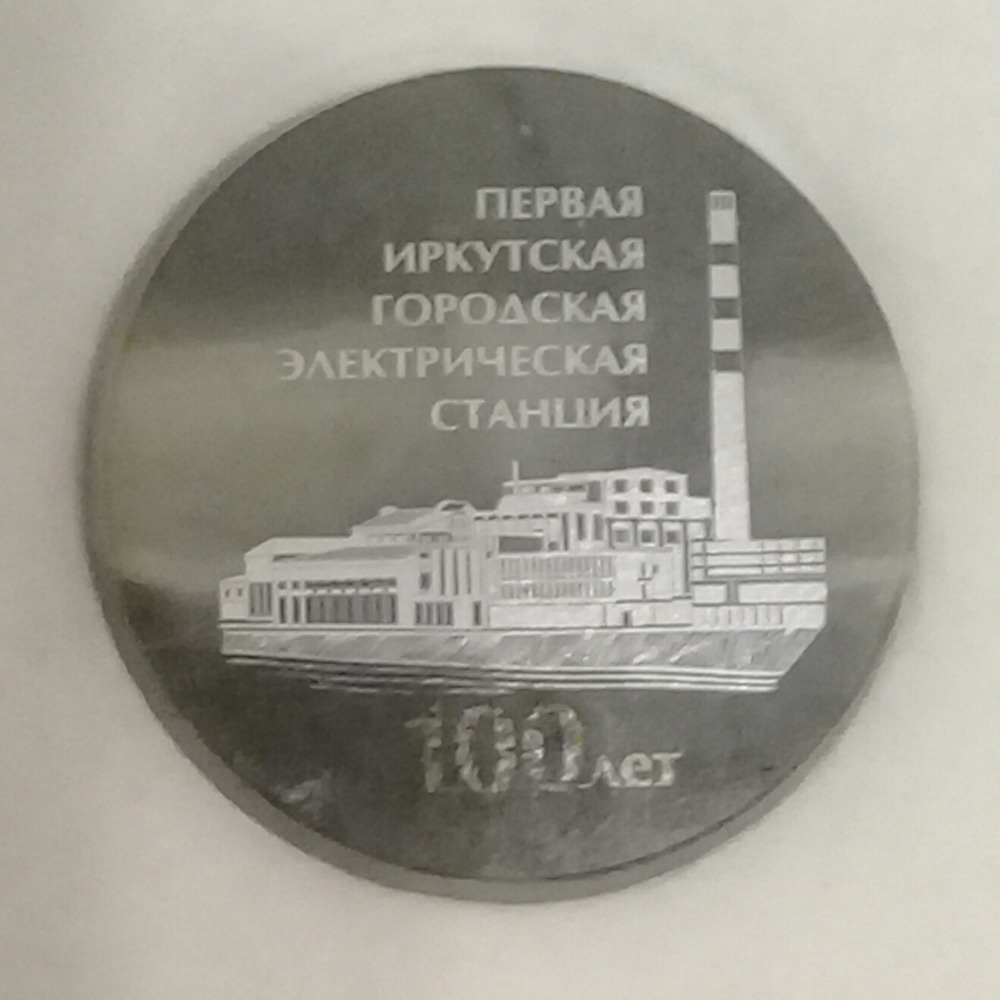 ПЕРВАЯ
ИРКУТСКАЯ
ГОРОДСКАЯ
ЭЛЕКТРИЧЕСКАЯ
СТАНЦИЯ
100 лет